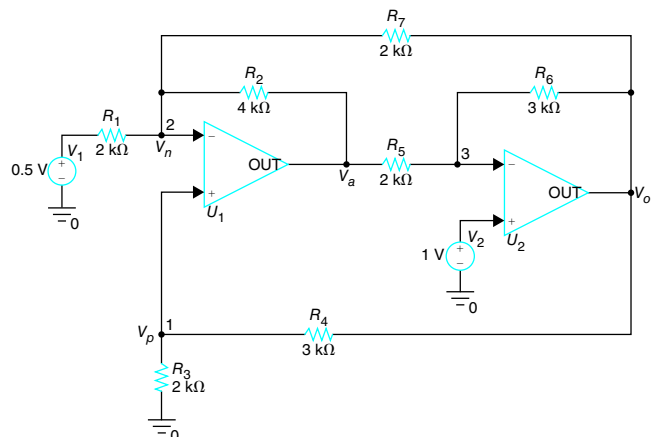 R7
2 kΩ
R2
4 kΩ
R6
3 kΩ
R1
2 kΩ
2
Vn
−
OUT
+
U1
Va
R5
2 kΩ
3
−
OUT
+
U2
Vo
0.5 V
V1
+
−
0
1 V
V2
+
−
0
Vp
1
R4
3 kΩ
R3
2 kΩ
0